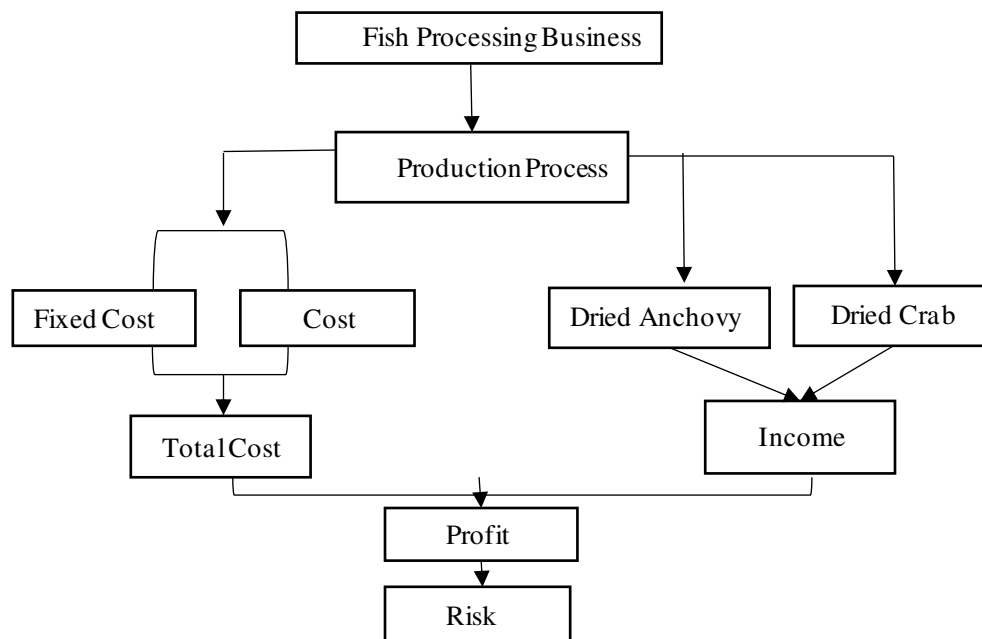 Fish Processing Business
Production Process
Fixed Cost
Cost
Dried Anchovy
Dried Crab
Total Cost
Income
Profit
Risk